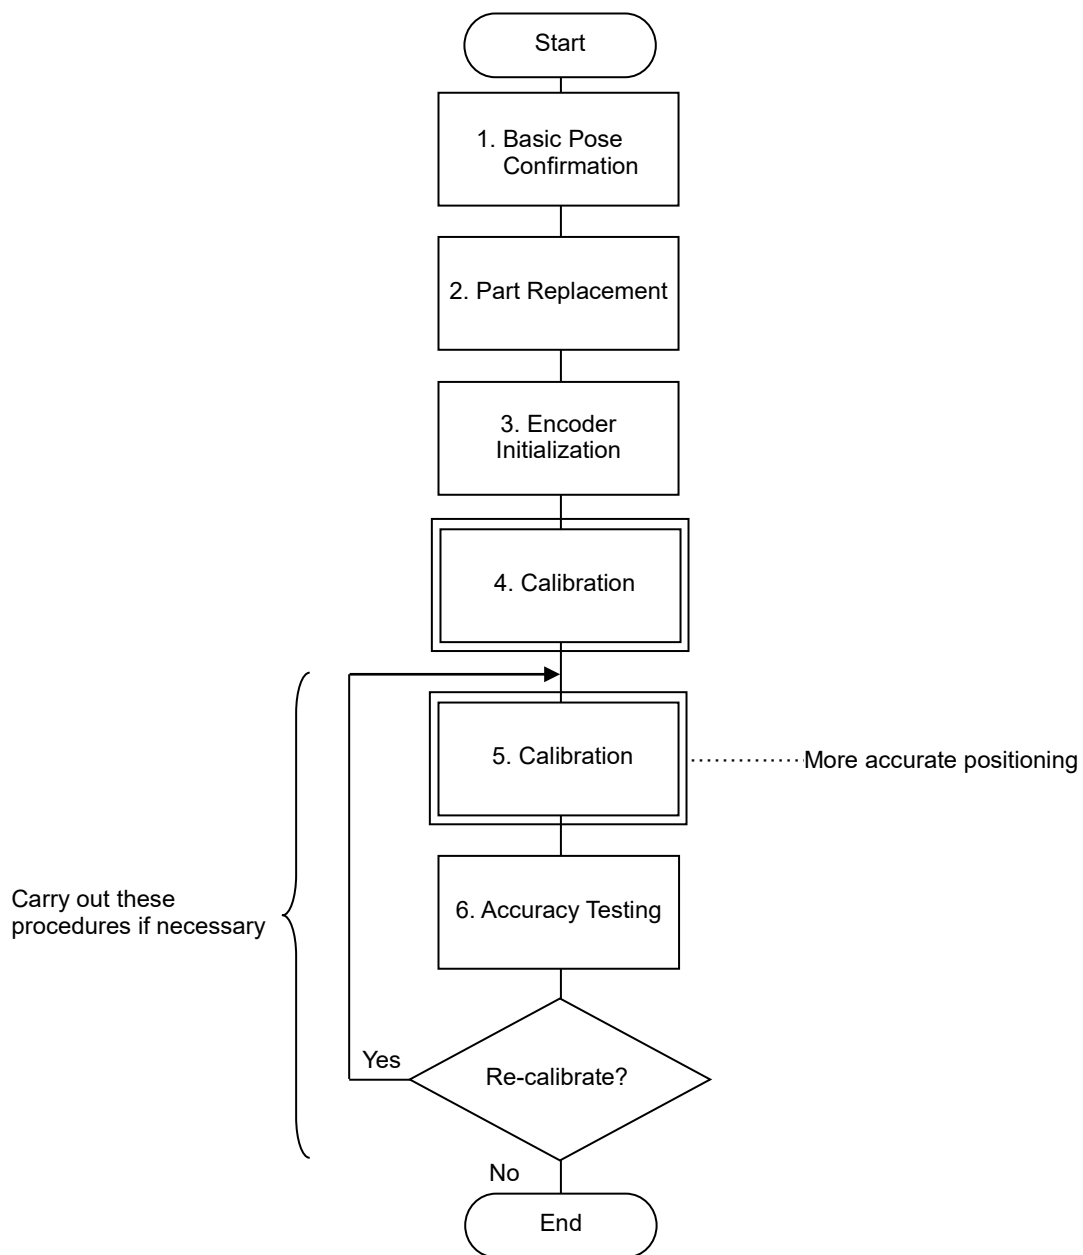 Start
1. Basic Pose
Confirmation
2. Part Replacement
3. Encoder
Initialization
4. Calibration
5. Calibration
More accurate positioning
Carry out these
procedures if necessary
6. Accuracy Testing
Yes
Re-calibrate?
No
End